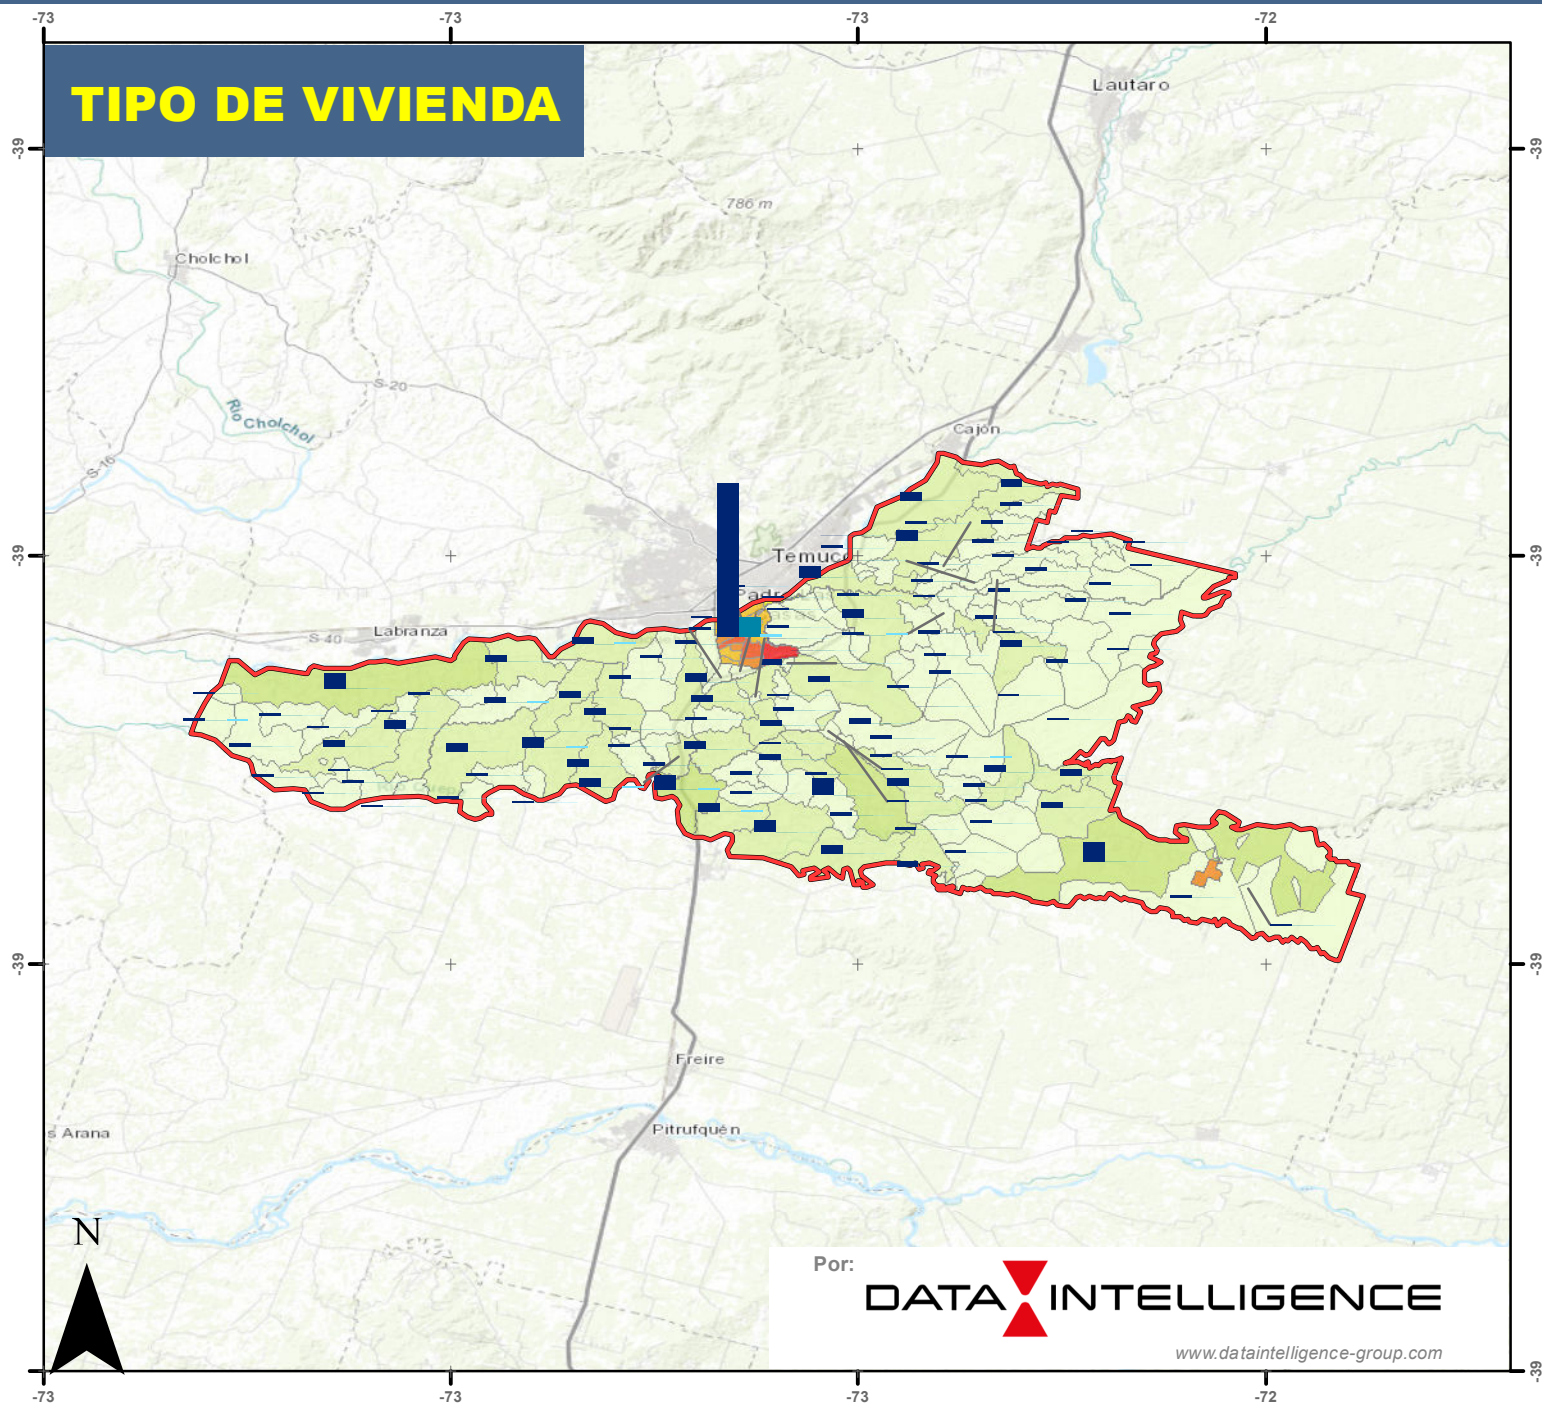 -73
-73
-73
-72
TIPO DE VIVIENDA
Lautaro
-39
-39
786 m
Cholchol
S-20
Río Cholchol
Cajón
S-16
-39
-39
Temuco
Padre
Labranza
S-40
-39
-39
Freire
Pitrufquén
s Arana
N
Por:
DATA INTELLIGENCE
www.dataintelligence-group.com
-39
-39
-73
-73
-73
-72